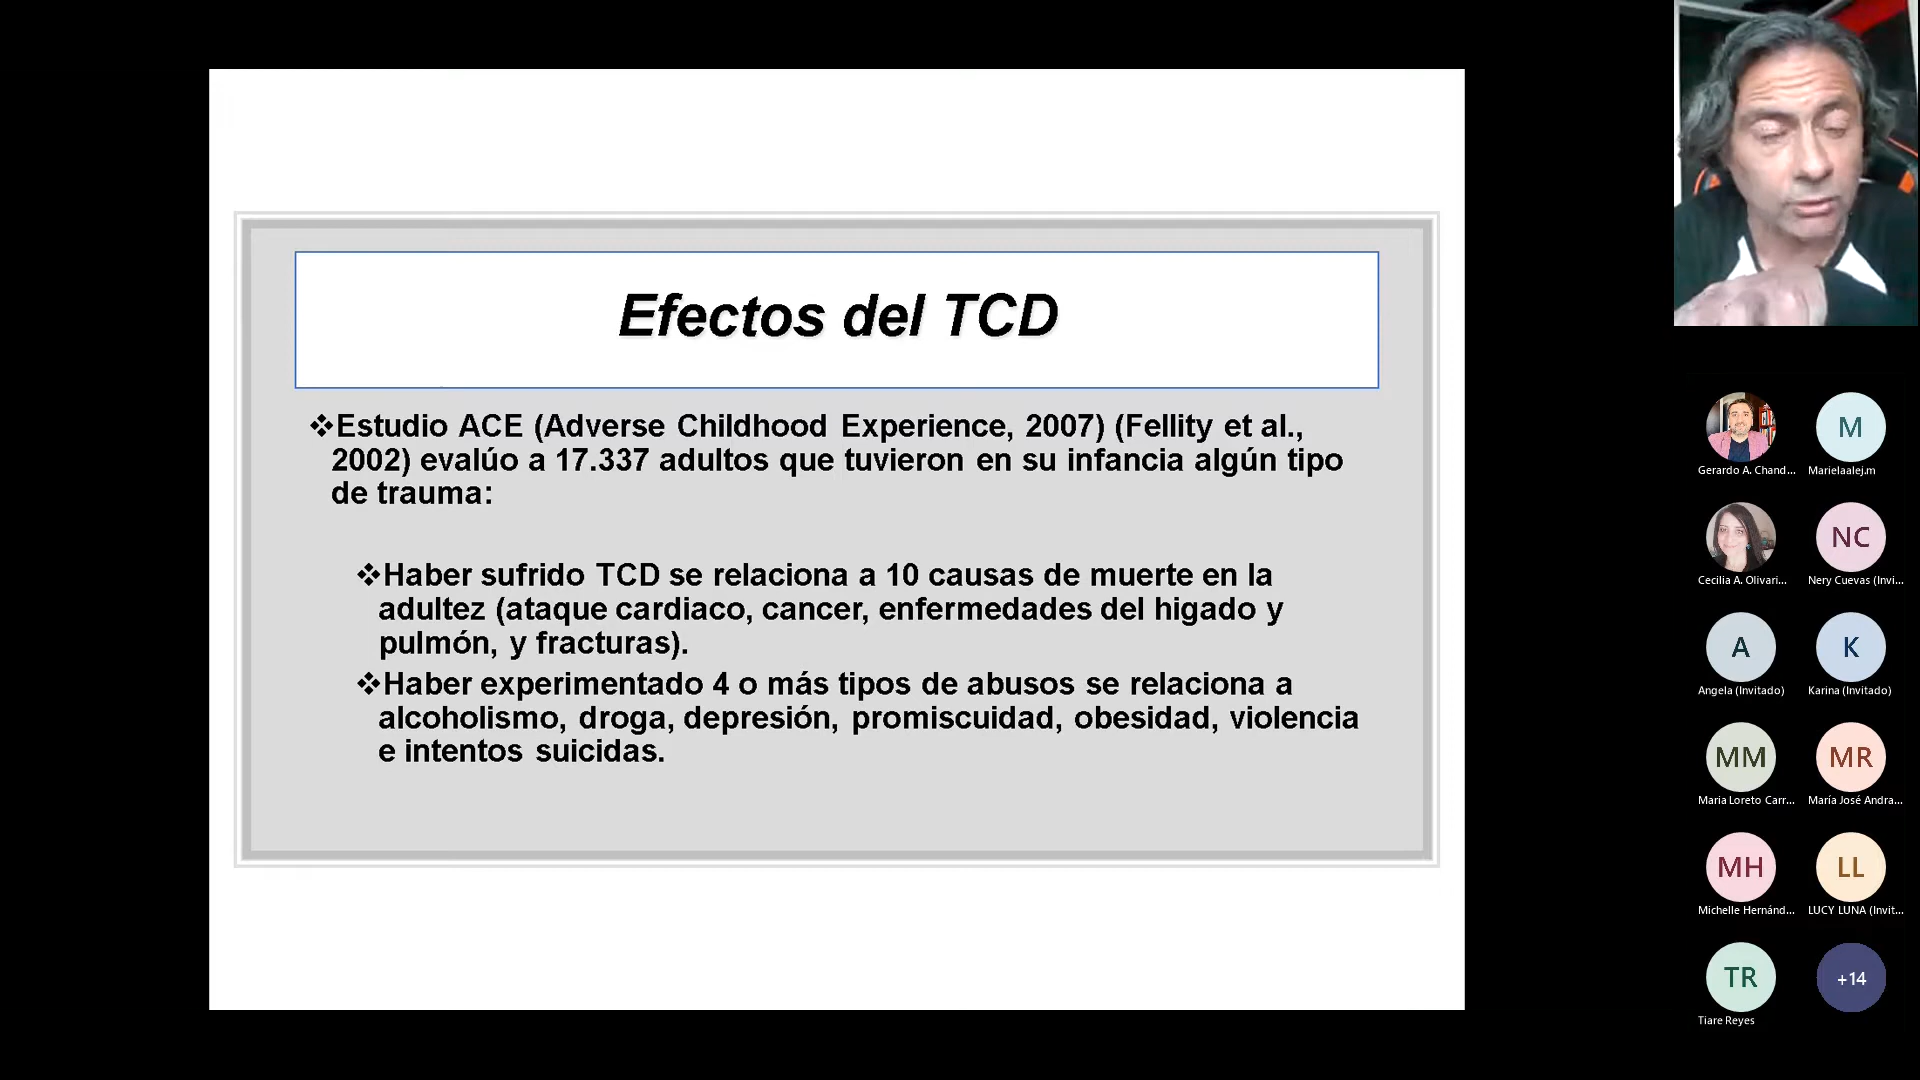 Efectos del TCD
❖Estudio ACE (Adverse Childhood Experience, 2007) (Fellity et al.,
2002) evalúo a 17.337 adultos que tuvieron en su infancia algún tipo
de trauma:
❖Haber sufrido TCD se relaciona a 10 causas de muerte en la
adultez (ataque cardiaco, cancer, enfermedades del higado y
pulmón, y fracturas).
❖Haber experimentado 4 o más tipos de abusos se relaciona a
alcoholismo, droga, depresión, promiscuidad, obesidad, violencia
e intentos suicidas.
Gerardo A. Chand...
M
Marielaalej.m
Cecilia A. Olivari...
NC
Nery Cuevas (Invi...
A
Angela (Invitado)
K
Karina (Invitado)
MM
Maria Loreto Carr...
MR
María José Andra...
MH
Michelle Hernánd...
LL
LUCY LUNA (Invit...
TR
Tiare Reyes
+14